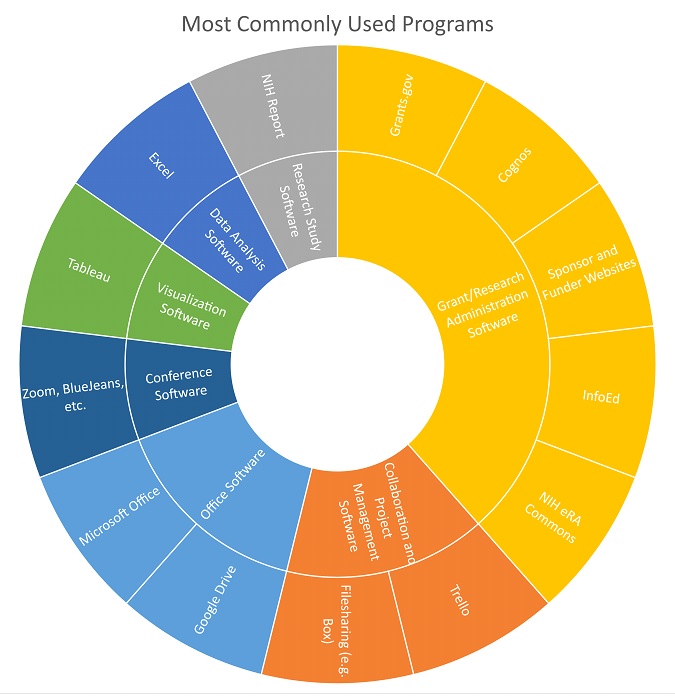 Most Commonly Used Programs
NIH Report
Grants.gov
Cognos
Sponsor and
Funder Websites
InfoEd
NIH eRA
Commons
Trello
Filesharing (e.g.
Box)
Google Drive
Microsoft Office
Zoom, BlueJeans,
etc.
Tableau
Excel
Research Study
Software
Grant/Research
Administration
Software
Collaboration and
Project
Management
Software
Office Software
Conference
Software
Visualization
Software
Data Analysis
Software